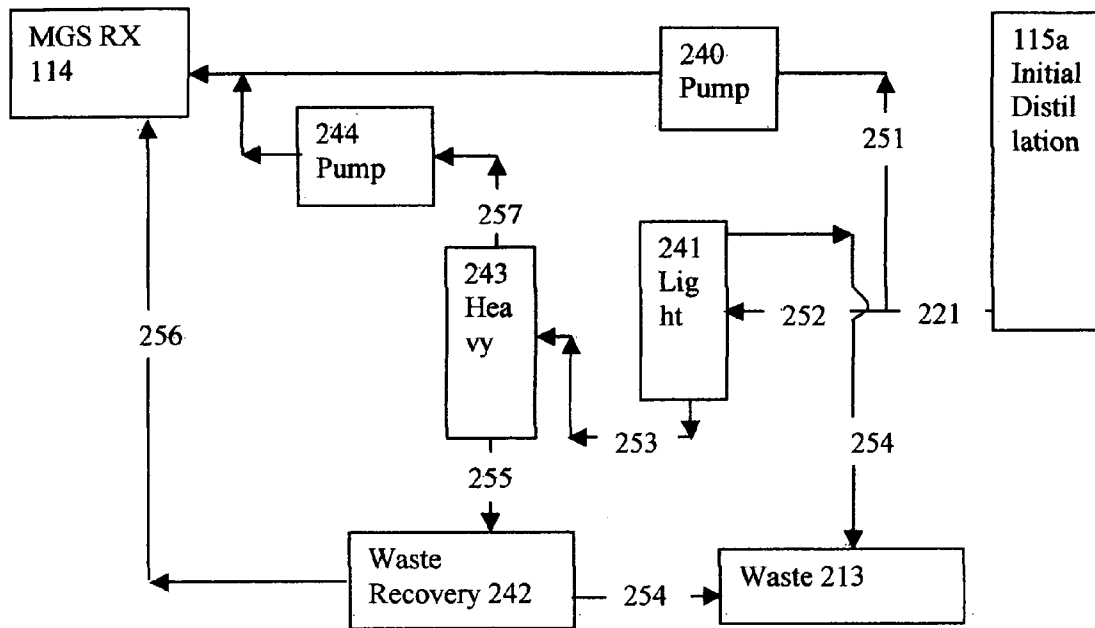 MGS RX
114
240
Pump
115a
Initial
Distil
lation
244
Pump
251
257
241
Lig
ht
243
Hea
vy
252
221
256
253
254
255
Waste
Recovery 242
254
Waste 213